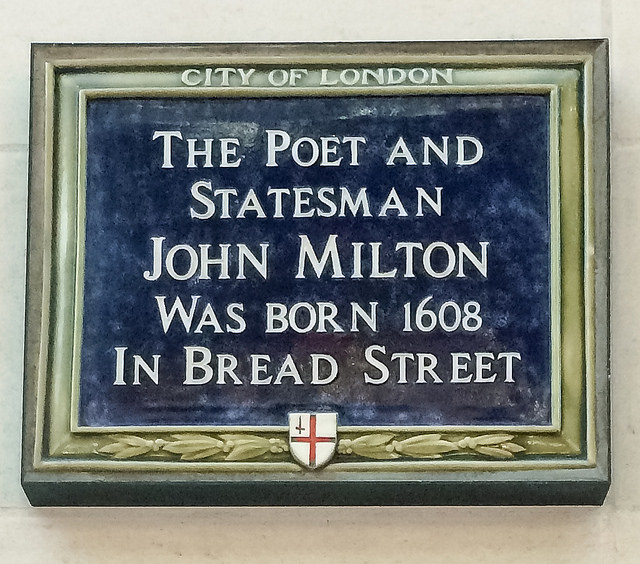 CITY OF LONDON
THE POET AND
STATESMAN
JOHN MILTON
WAS BORN 1608
IN BREAD STREET